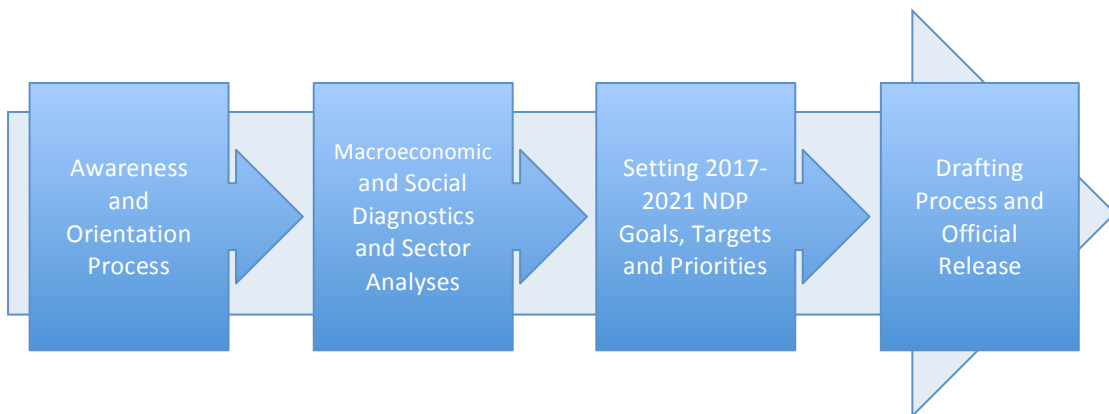 Awareness
and
Orientation
Process
Macroeconomic
and Social
Diagnostics
and Sector
Analyses
Setting 2017-
2021 NDP
Goals, Targets
and Priorities
Drafting
Process and
Official
Release